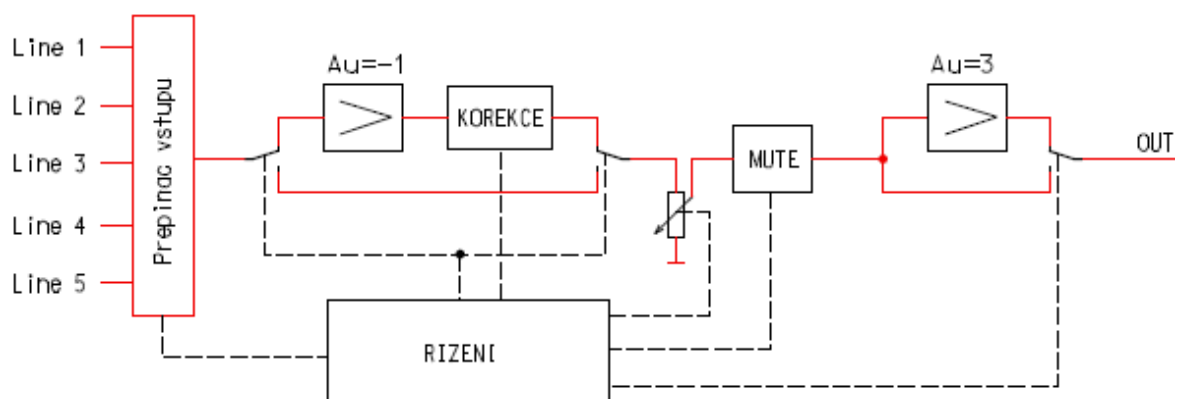 Line 1
Line 2
Line 3
Line 4
Line 5
Prepinac vstupu
Au=-1
KOREKCE
MUTE
Au=3
OUT
RIZENI